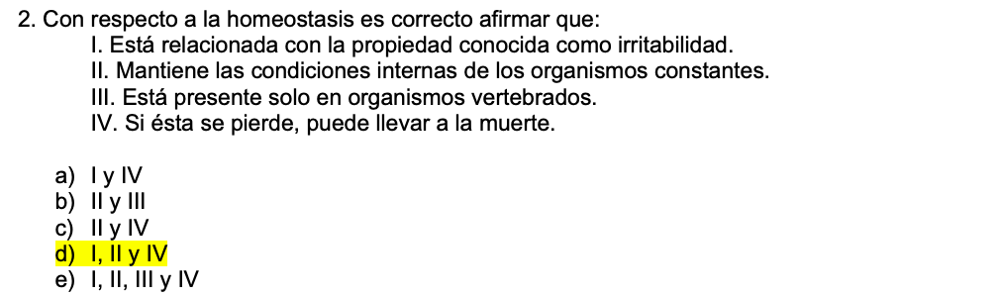 2. Con respecto a la homeostasis es correcto afirmar que:
I. Está relacionada con la propiedad conocida como irritabilidad.
II. Mantiene las condiciones internas de los organismos constantes.
III. Está presente solo en organismos vertebrados.
IV. Si ésta se pierde, puede llevar a la muerte.
a) I y IV
b) II y III
c) II y IV
d) I, II y IV
e) I, II, III y IV